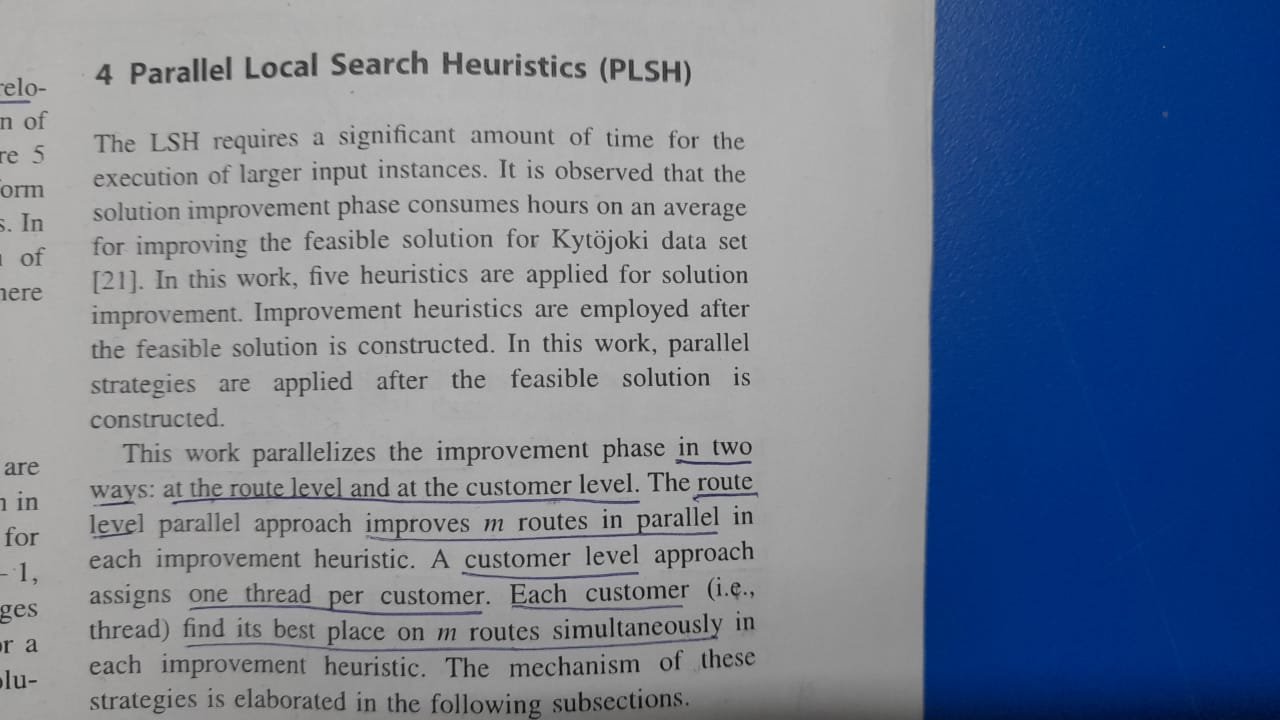 4 Parallel Local Search Heuristics (PLSH)
The LSH requires a significant amount of time for the
execution of larger input instances. It is observed that the
solution improvement phase consumes hours on an average
for improving the feasible solution for Kytöjoki data set
[21]. In this work, five heuristics are applied for solution
improvement. Improvement heuristics are employed after
the feasible solution is constructed. In this work, parallel
strategies are applied after the feasible solution is
constructed.
This work parallelizes the improvement phase in two
ways: at the route level and at the customer level. The route
level parallel approach improves m routes in parallel in
each improvement heuristic. A customer level approach
assigns one thread per customer. Each customer (i.e.,
thread) find its best place on m routes simultaneously in
each improvement heuristic. The mechanism of these
strategies is elaborated in the following subsections.
of
5
In
of
are
in
for
1,
a